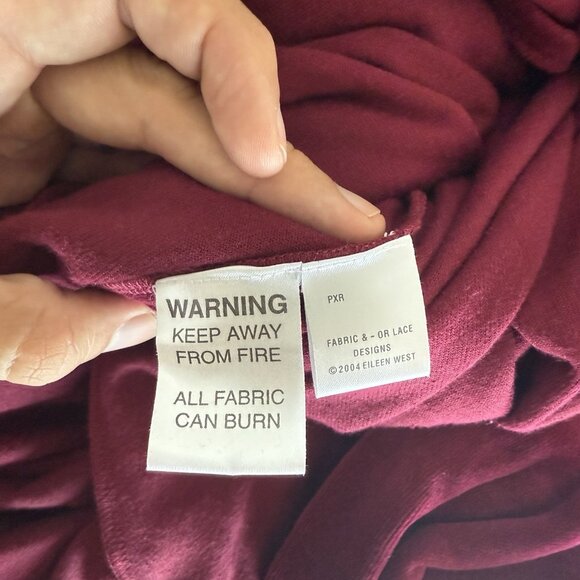 WARNING
KEEP AWAY
FROM FIRE
ALL FABRIC
CAN BURN
PXR
FABRIC & - OR LACE
DESIGNS
©2004 EILEEN WEST